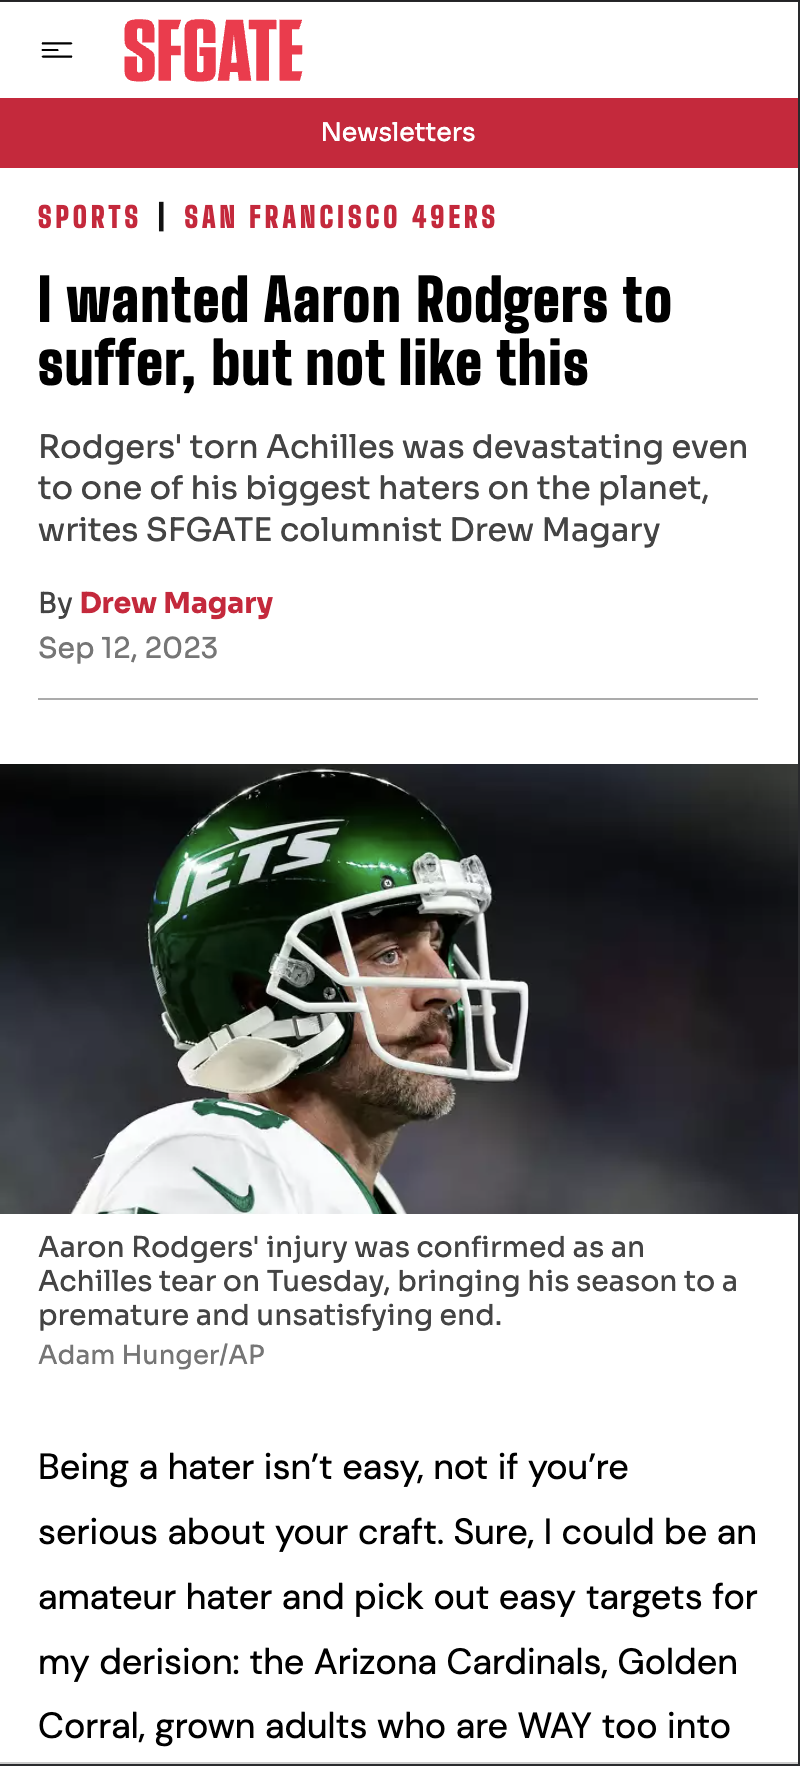 SFGATE
Newsletters
SPORTS | SAN FRANCISCO 49ERS
I wanted Aaron Rodgers to
suffer, but not like this
Rodgers' torn Achilles was devastating even
to one of his biggest haters on the planet,
writes SFGATE columnist Drew Magary
By Drew Magary
Sep 12, 2023
JETS
Aaron Rodgers' injury was confirmed as an
Achilles tear on Tuesday, bringing his season to a
premature and unsatisfying end.
Adam Hunger/AP
Being a hater isn’t easy, not if you’re
serious about your craft. Sure, I could be an
amateur hater and pick out easy targets for
my derision: the Arizona Cardinals, Golden
Corral, grown adults who are WAY too into